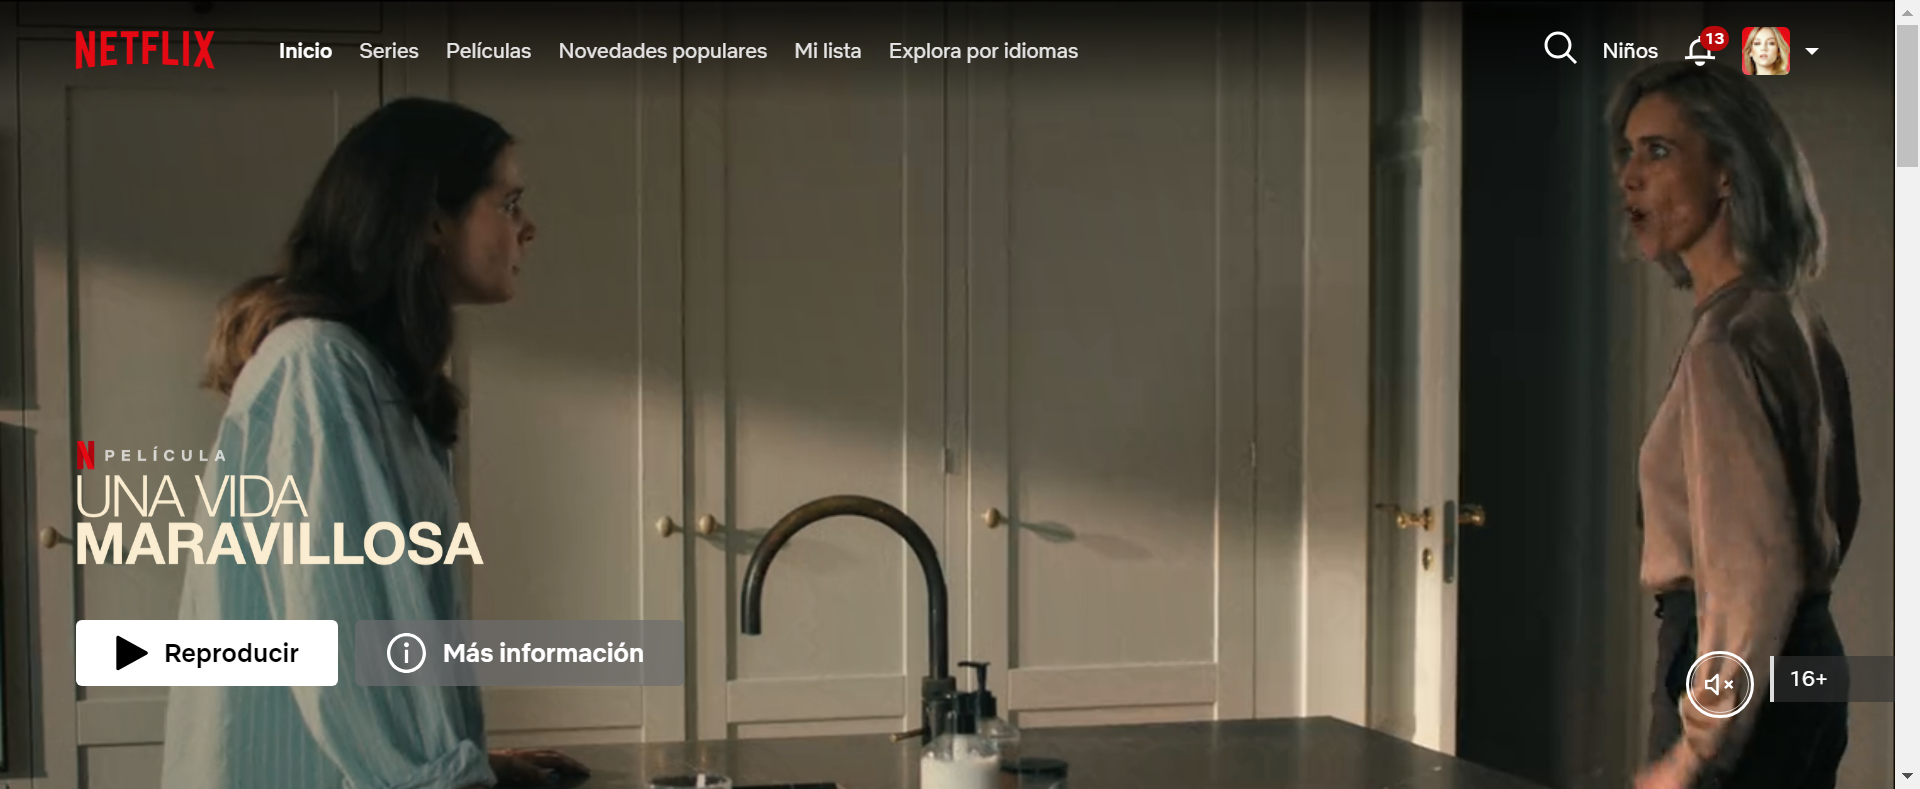 NETFLIX Inicio Series Películas Novedades populares Mi lista Explora por idiomas Niños 13
N PELÍCULA
UNA VIDA
MARAVILLOSA
Reproducir Más información 16+